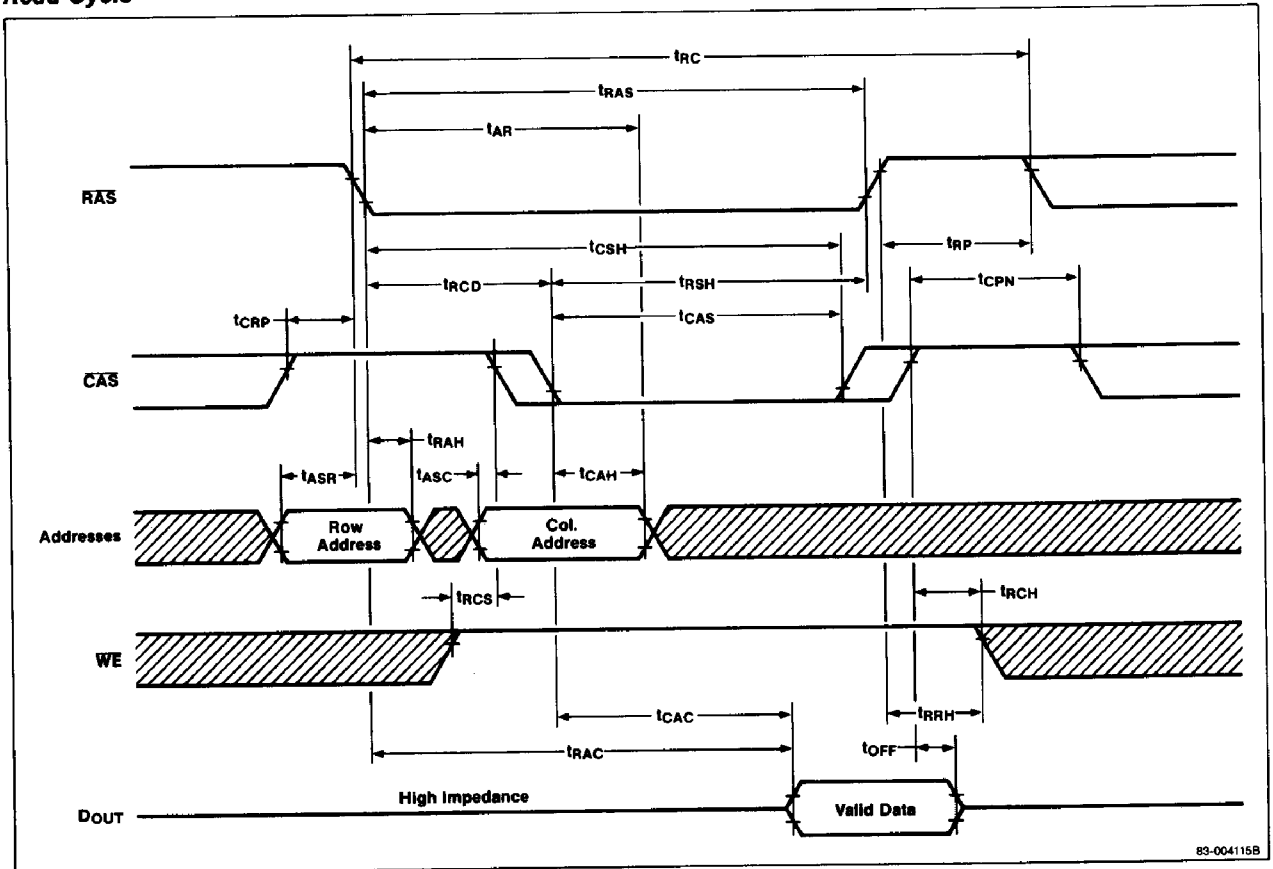 Read Cycle
tRC
tRAS
tAR
RAS
tCSH
tRP
tRCD
tRSH
tCPN
tCRP
tCAS
CAS
tRAH
tASR
tASC
tCAH
Addresses
Row
Address
Col.
Address
tRCS
tRCH
WE
tCAC
tRRH
tRAC
tOFF
High Impedance
DOUT
Valid Data
83-004115B